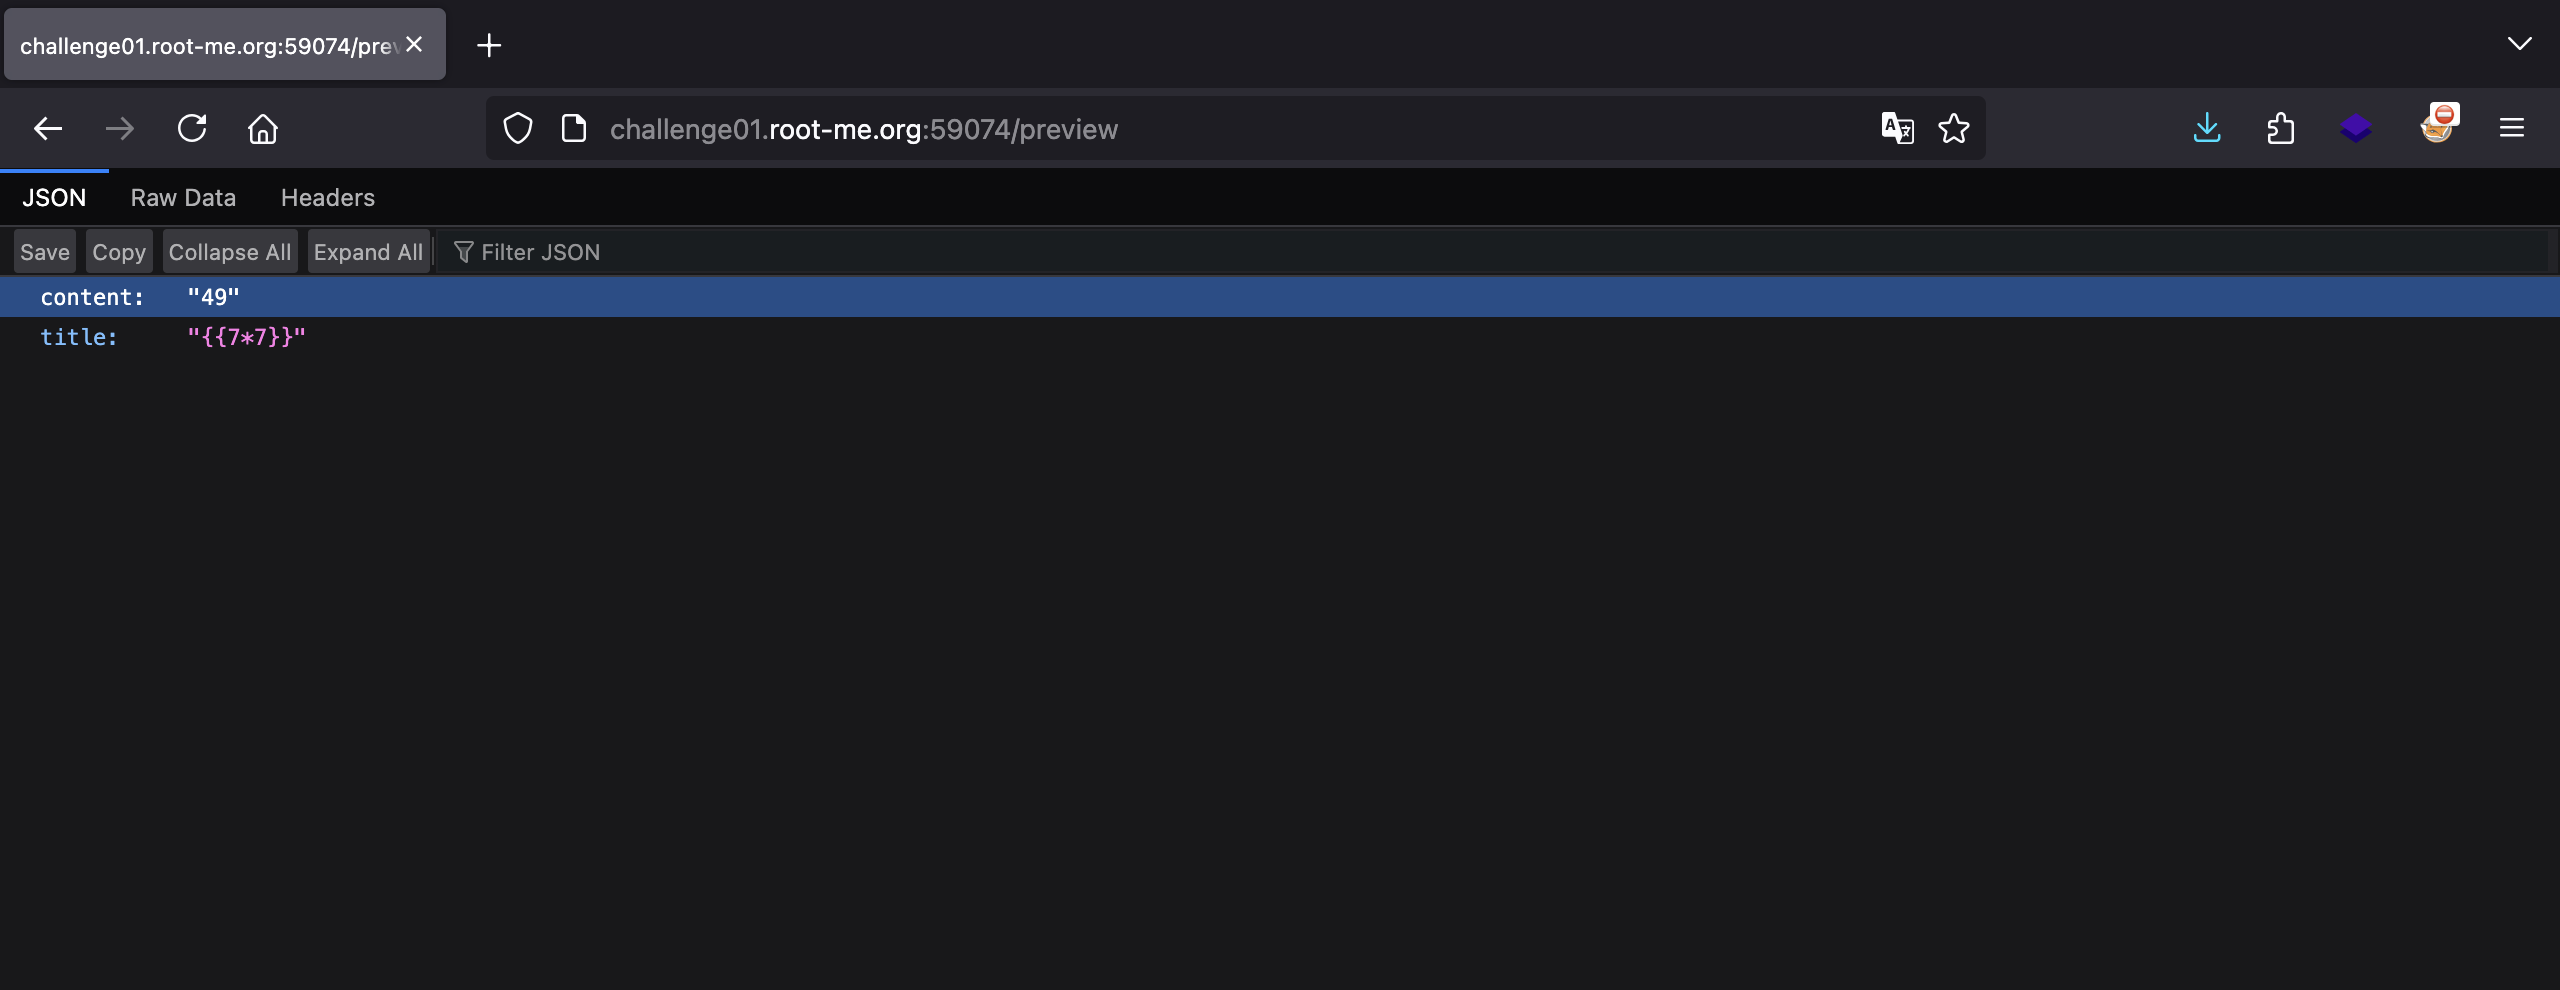 challenge01.root-me.org:59074/prev
challenge01.root-me.org:59074/preview
JSON Raw Data Headers
Save Copy Collapse All Expand All Filter JSON
content: "49"
title: "{{7*7}}"